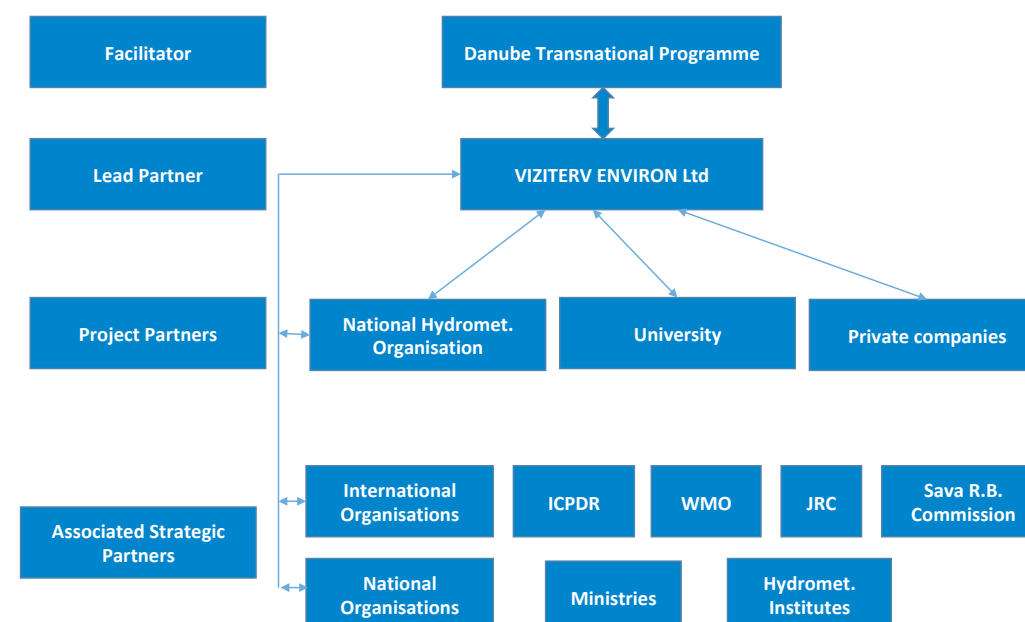 Facilitator
Danube Transnational Programme
Lead Partner
VIZITERV ENVIRON Ltd
Project Partners
National Hydromet.
Organisation
University
Private companies
Associated Strategic
Partners
International
Organisations
ICPDR
WMO
JRC
Sava R.B.
Commission
National
Organisations
Ministries
Hydromet.
Institutes